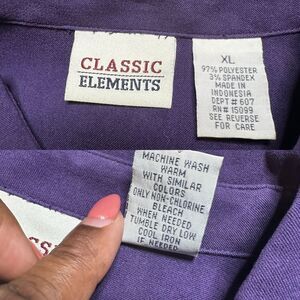 CLASSIC
ELEMENTS
XL
97% POLYESTER
3% SPANDEX
MADE IN
INDONESIA
DEPT # 607
RN# 15099
SEE REVERSE
FOR CARE
MACHINE WASH
WARM
WITH SIMILAR
COLORS
ONLY NON-CHLORINE
BLEACH
WHEN NEEDED
TUMBLE DRY LOW
COOL IRON
IF NEEDED